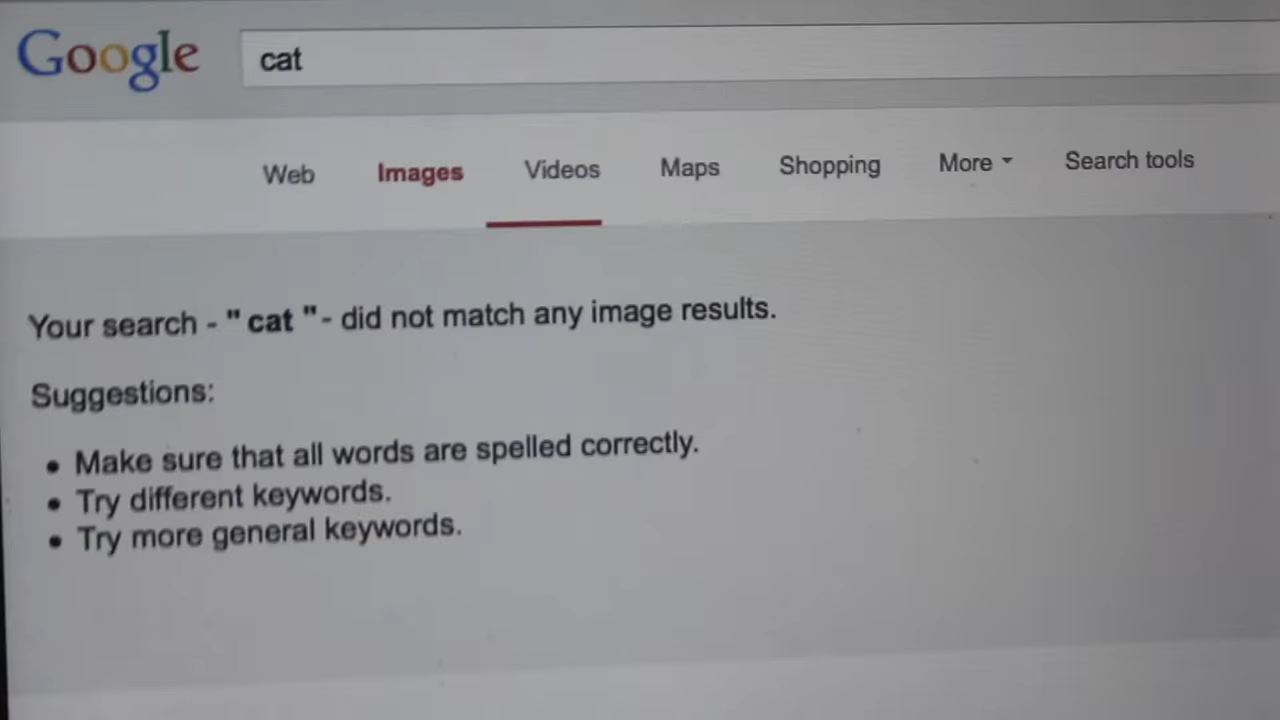 Google
cat
Web Images Videos Maps Shopping More Search tools
Your search - " cat " - did not match any image results.
Suggestions:
• Make sure that all words are spelled correctly.
• Try different keywords.
• Try more general keywords.